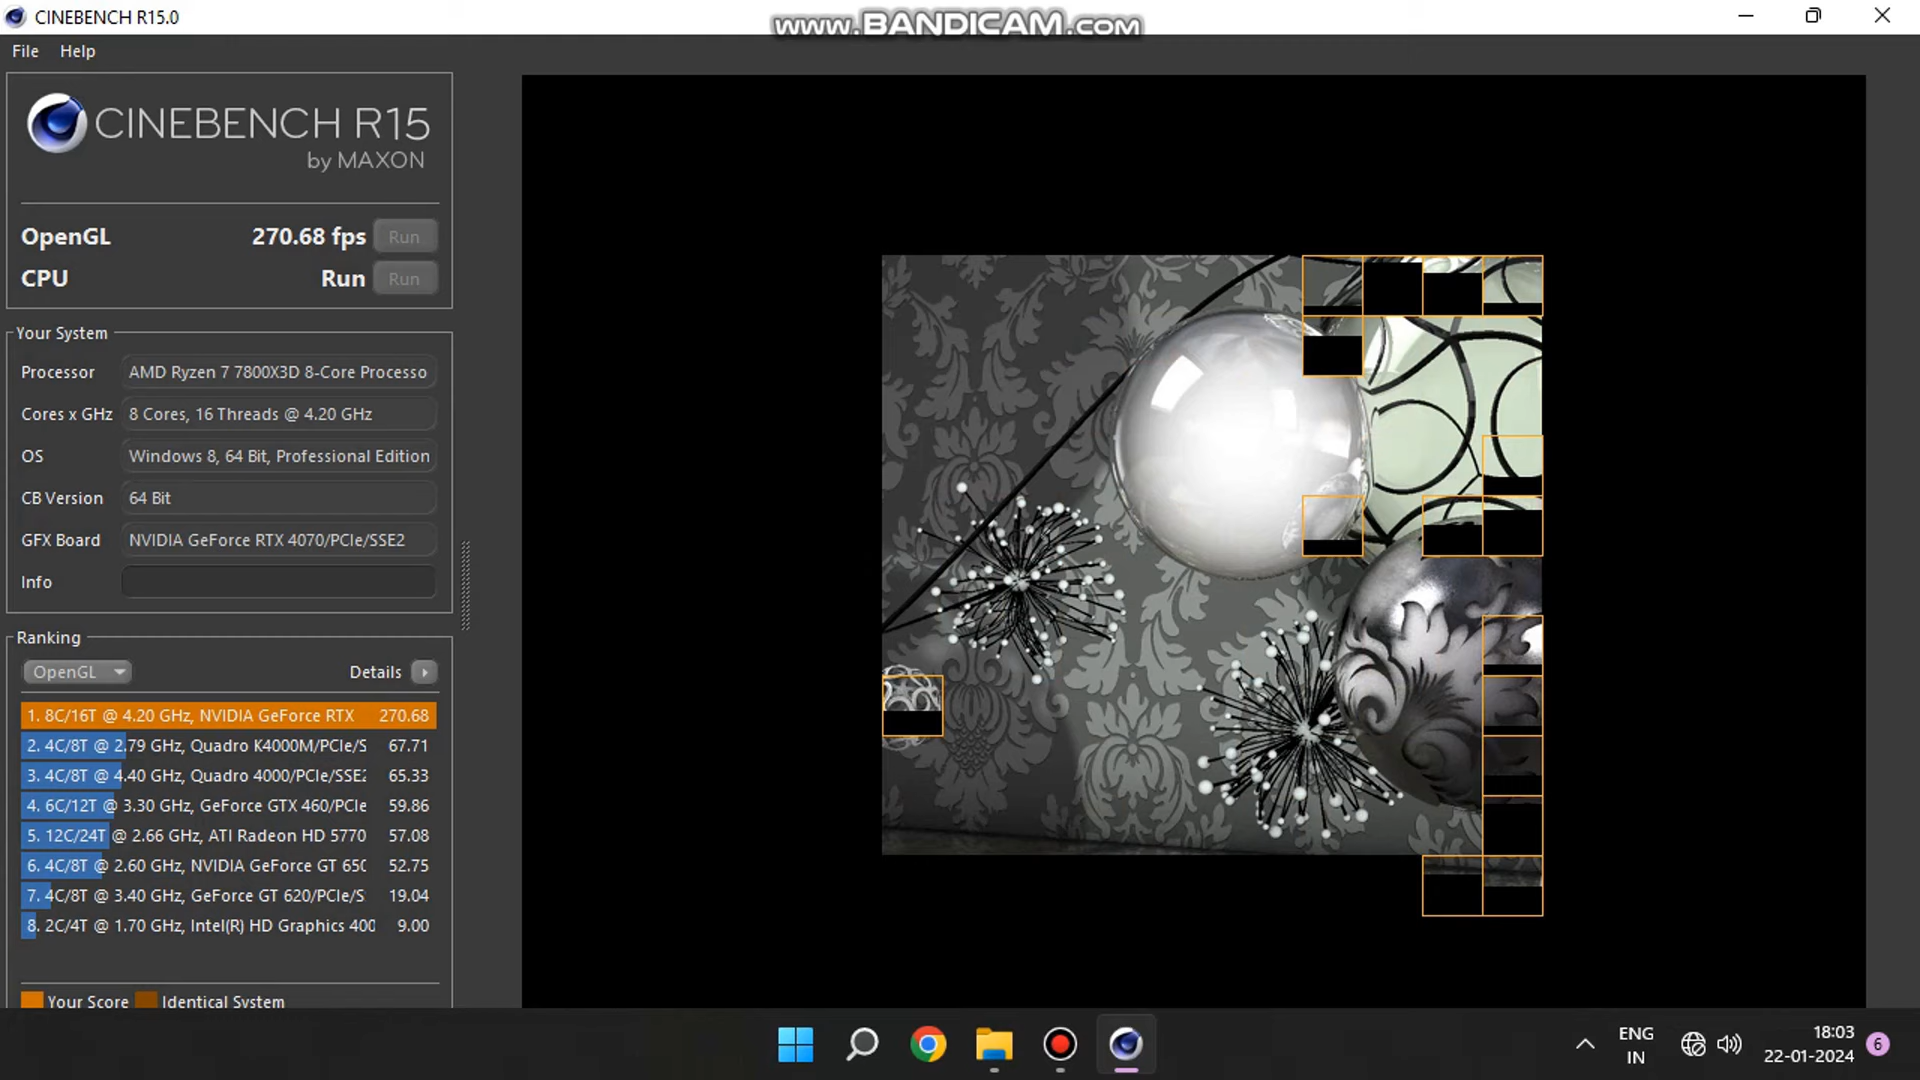 CINEBENCH R15.0
www.BANDICAM.com
File Help
CINEBENCH R15
by MAXON
OpenGL 270.68 fps Run
CPU Run Run
Your System
Processor AMD Ryzen 7 7800X3D 8-Core Processo
Cores x GHz 8 Cores, 16 Threads @ 4.20 GHz
OS Windows 8, 64 Bit, Professional Edition
CB Version 64 Bit
GFX Board NVIDIA GeForce RTX 4070/PCIe/SSE2
Info
Ranking
OpenGL Details
1. 8C/16T @ 4.20 GHz, NVIDIA GeForce RTX 270.68
2. 4C/8T @ 2.79 GHz, Quadro K4000M/PCIe/S 67.71
3. 4C/8T @ 4.40 GHz, Quadro 4000/PCIe/SSE2 65.33
4. 6C/12T @ 3.30 GHz, GeForce GTX 460/PCIe 59.86
5. 12C/24T @ 2.66 GHz, ATI Radeon HD 5770 57.08
6. 4C/8T @ 2.60 GHz, NVIDIA GeForce GT 650 52.75
7. 4C/8T @ 3.40 GHz, GeForce GT 620/PCIe/S 19.04
8. 2C/4T @ 1.70 GHz, Intel(R) HD Graphics 400 9.00
Your Score Identical System
ENG
IN
18:03
22-01-2024
6